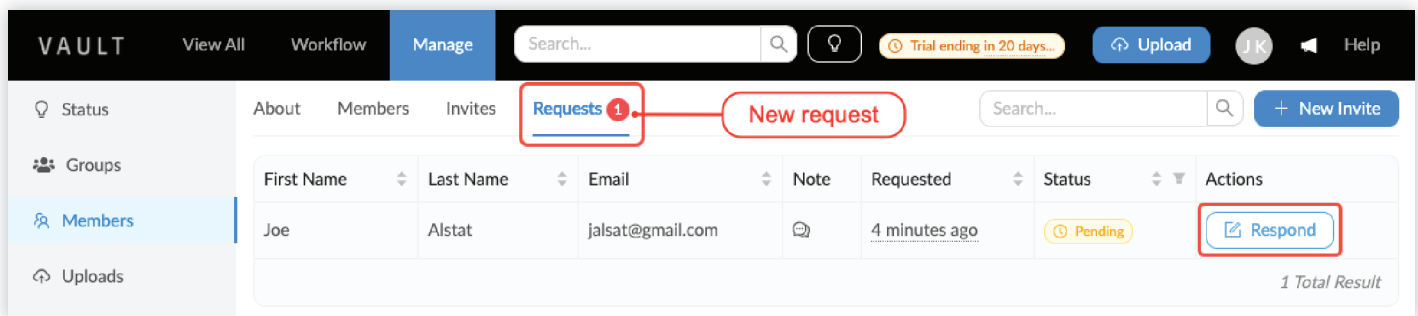 VAULT View All Workflow Manage Search... Trial ending in 20 days... Upload J K Help
Status
Groups
Members
Uploads
About Members Invites Requests 1 New request Search... + New Invite
First Name Last Name Email Note Requested Status Actions
Joe Alstat jalsat@gmail.com 4 minutes ago Pending Respond
1 Total Result